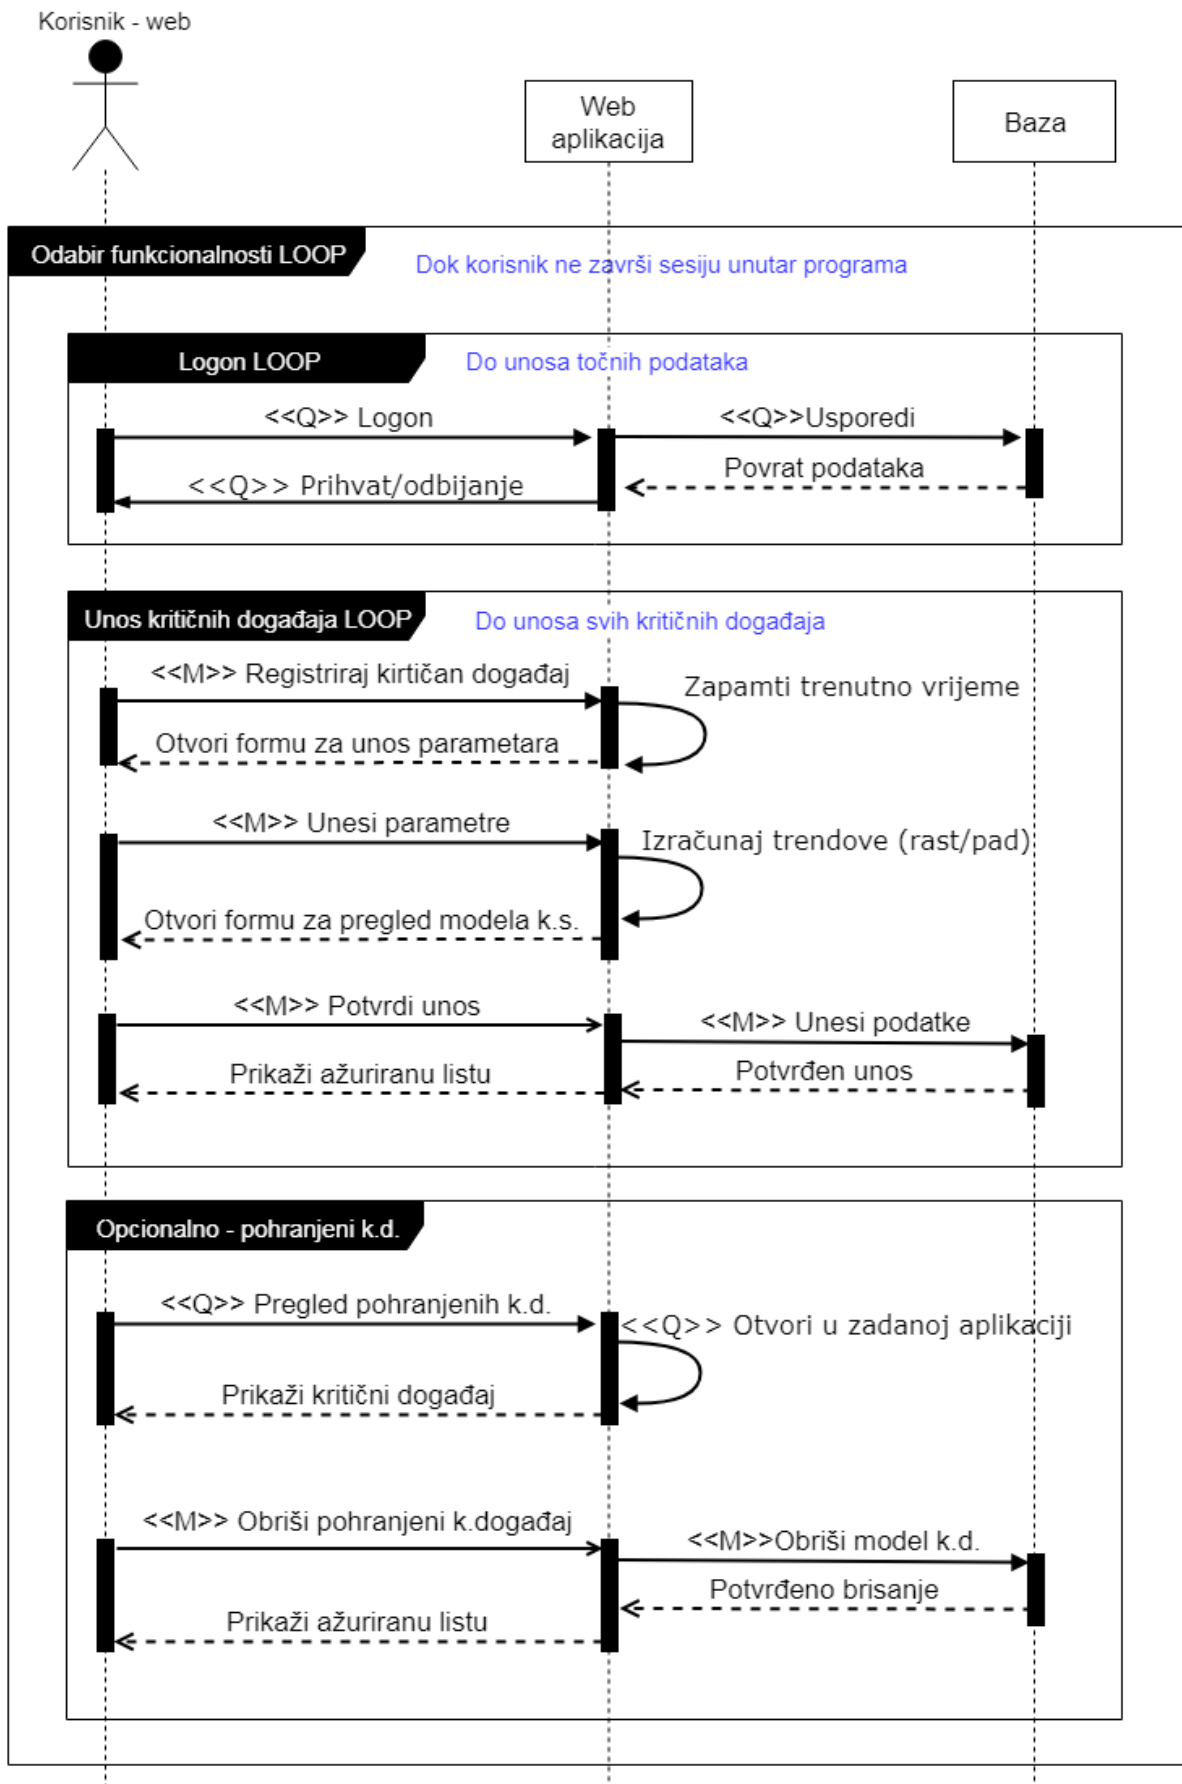 Korisnik - web
Web
aplikacija
Baza
Odabir funkcionalnosti LOOP
Dok korisnik ne završi sesiju unutar programa
Logon LOOP
Do unosa točnih podataka
<<Q>> Logon
<<Q>>Usporedi
Povrat podataka
<<Q>> Prihvat/odbijanje
Unos kritičnih događaja LOOP
Do unosa svih kritičnih događaja
<<M>> Registriraj kirtičan događaj
Zapamti trenutno vrijeme
Otvori formu za unos parametara
<<M>> Unesi parametre
Izračunaj trendove (rast/pad)
Otvori formu za pregled modela k.s.
<<M>> Potvrdi unos
<<M>> Unesi podatke
Potvrđen unos
Prikaži ažuriranu listu
Opcionalno - pohranjeni k.d.
<<Q>> Pregled pohranjenih k.d.
<<Q>> Otvori u zadanoj aplikaciji
Prikaži kritični događaj
<<M>> Obriši pohranjeni k.događaj
<<M>>Obriši model k.d.
Potvrđeno brisanje
Prikaži ažuriranu listu